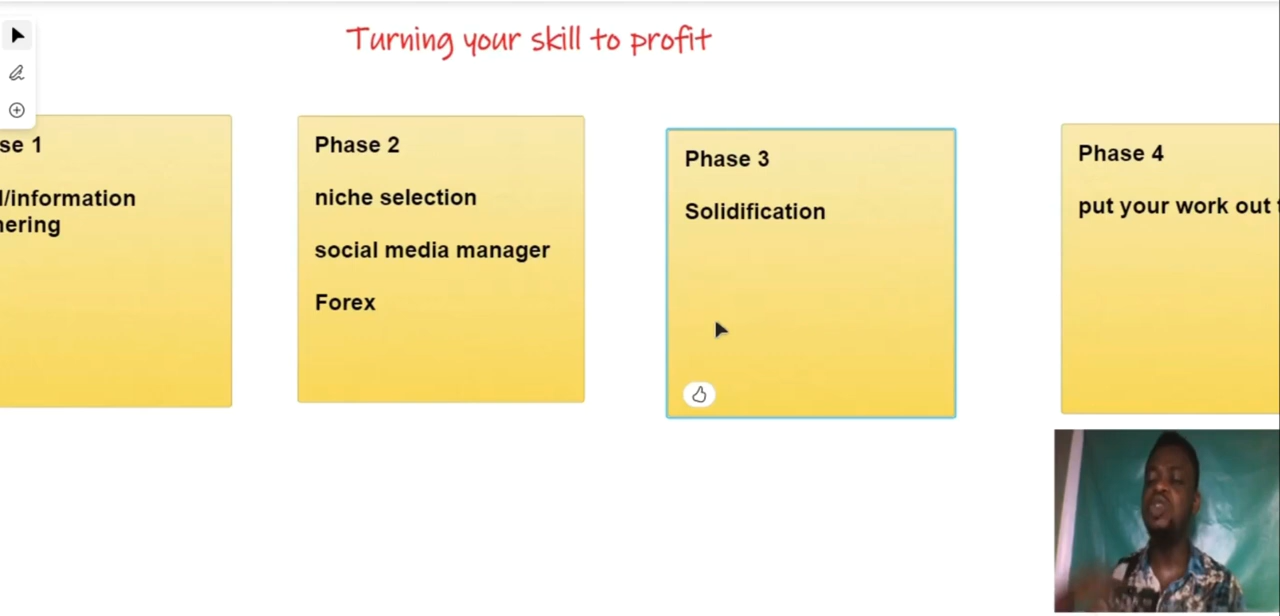 Turning your skill to profit
se 1
l/information
hering
Phase 2
niche selection
social media manager
Forex
Phase 3
Solidification
Phase 4
put your work out